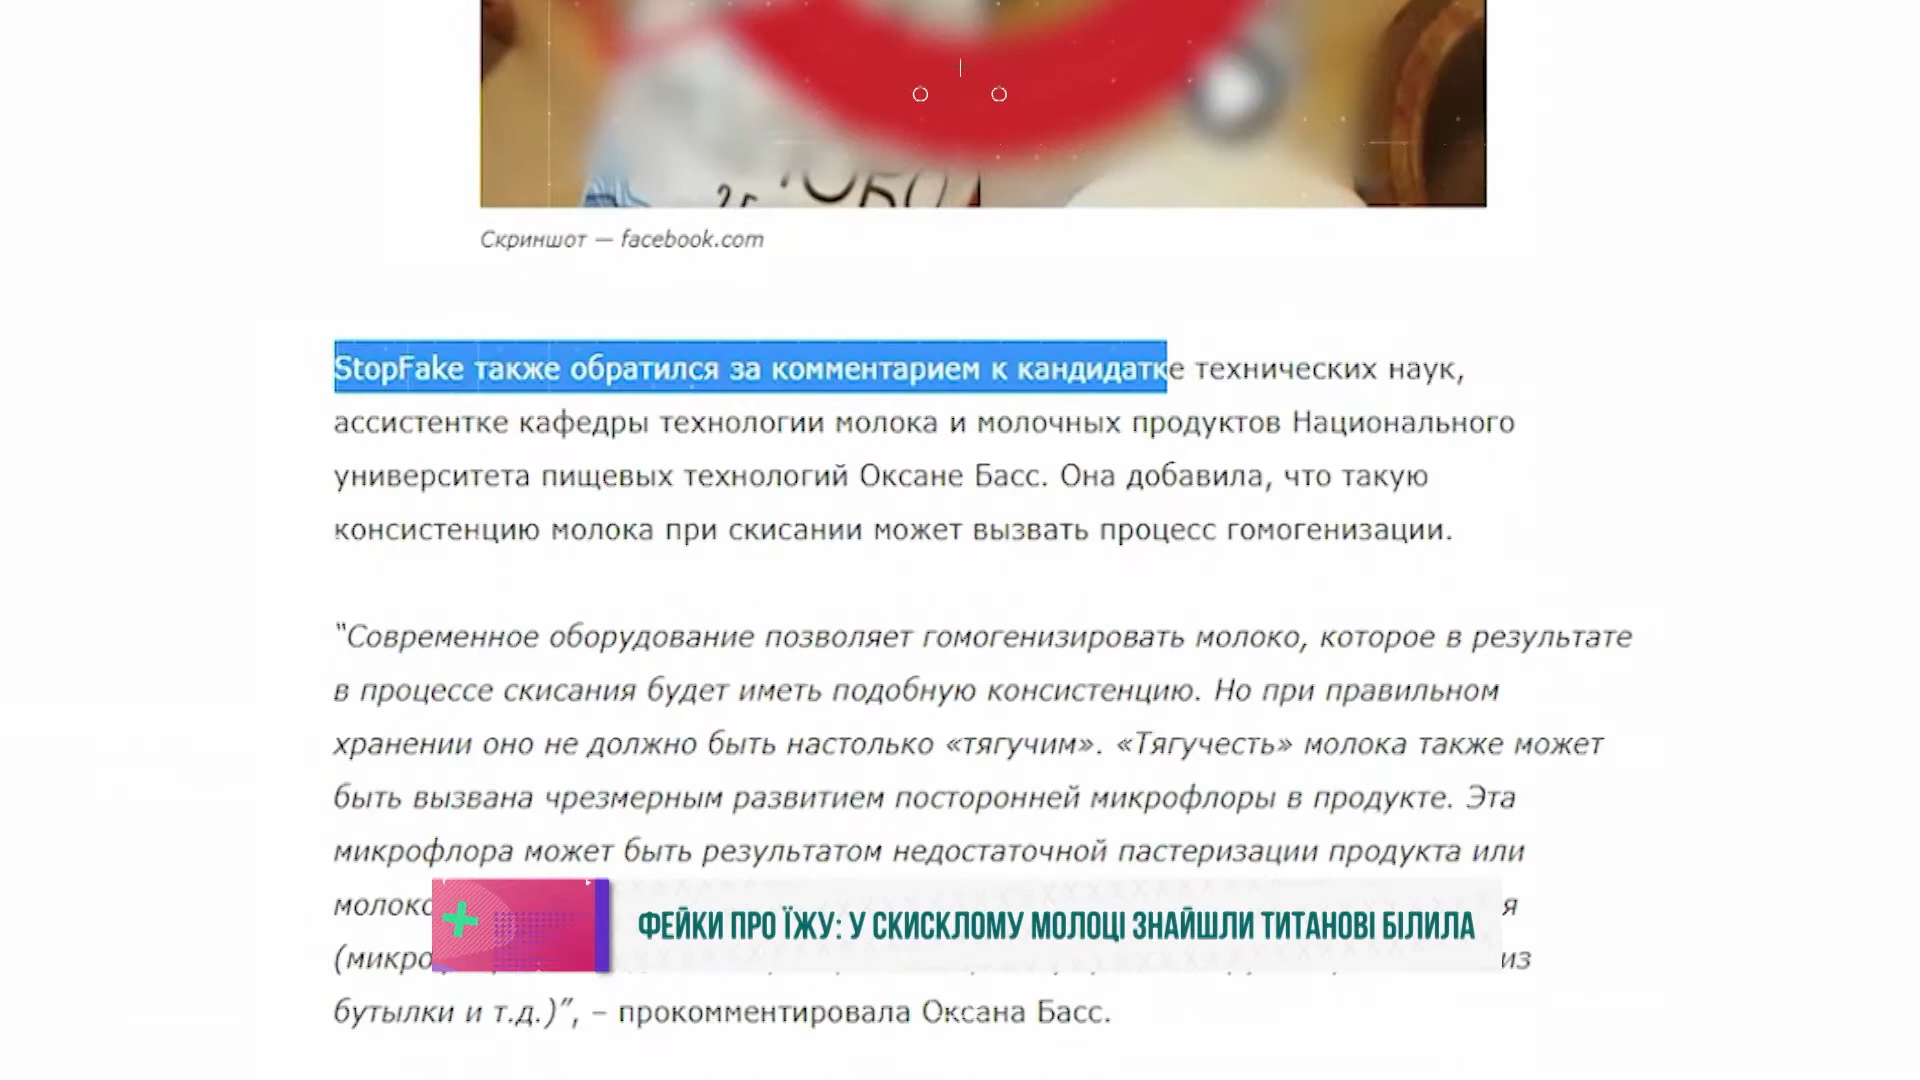 Скриншот — facebook.com
StopFake также обратился за комментарием к кандидатке технических наук,
ассистентке кафедры технологии молока и молочных продуктов Национального
университета пищевых технологий Оксане Басс. Она добавила, что такую
консистенцию молока при скисании может вызвать процесс гомогенизации.
“Современное оборудование позволяет гомогенизировать молоко, которое в результате
в процессе скисания будет иметь подобную консистенцию. Но при правильном
хранении оно не должно быть настолько «тягучим». «Тягучесть» молока также может
быть вызвана чрезмерным развитием посторонней микрофлоры в продукте. Эта
микрофлора может быть результатом недостаточной пастеризации продукта или
ФЕЙКИ ПРО ЇЖУ: У СКИСКЛОМУ МОЛОЦІ ЗНАЙШЛИ ТИТАНОВІ БІЛИЛА
из
бутылки и т.д.)”, – прокомментировала Оксана Басс.